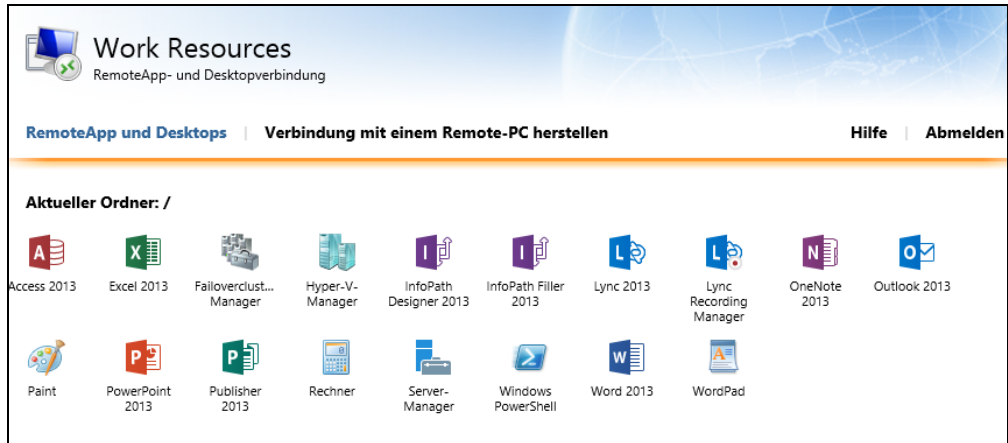 Work Resources
RemoteApp- und Desktopverbindung
RemoteApp und Desktops | Verbindung mit einem Remote-PC herstellen Hilfe | Abmelden
Aktueller Ordner: /
Access 2013
Excel 2013
Failoverclust...
Manager
Hyper-V-
Manager
InfoPath
Designer 2013
InfoPath Filler
2013
Lync 2013
Lync
Recording
Manager
OneNote
2013
Outlook 2013
Paint
PowerPoint
2013
Publisher
2013
Rechner
Server-
Manager
Windows
PowerShell
Word 2013
WordPad